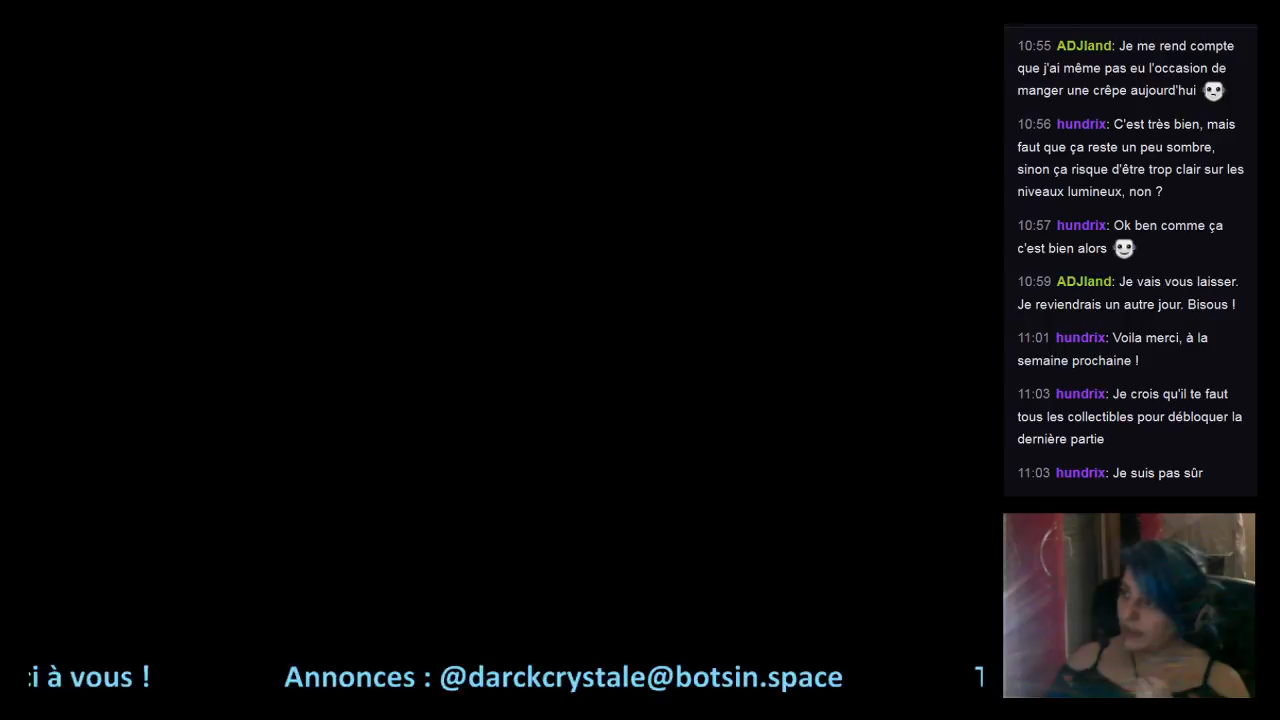 10:55 ADJland: Je me rend compte
que j'ai même pas eu l'occasion de
manger une crêpe aujourd'hui
10:56 hundrix: C'est très bien, mais
faut que ça reste un peu sombre,
sinon ça risque d'être trop clair sur les
niveaux lumineux, non ?
10:57 hundrix: Ok ben comme ça
c'est bien alors
10:59 ADJland: Je vais vous laisser.
Je reviendrais un autre jour. Bisous !
11:01 hundrix: Voila merci, à la
semaine prochaine !
11:03 hundrix: Je crois qu'il te faut
tous les collectibles pour débloquer la
dernière partie
11:03 hundrix: Je suis pas sûr
à vous ! Annonces : @darckcrystale@botsin.space